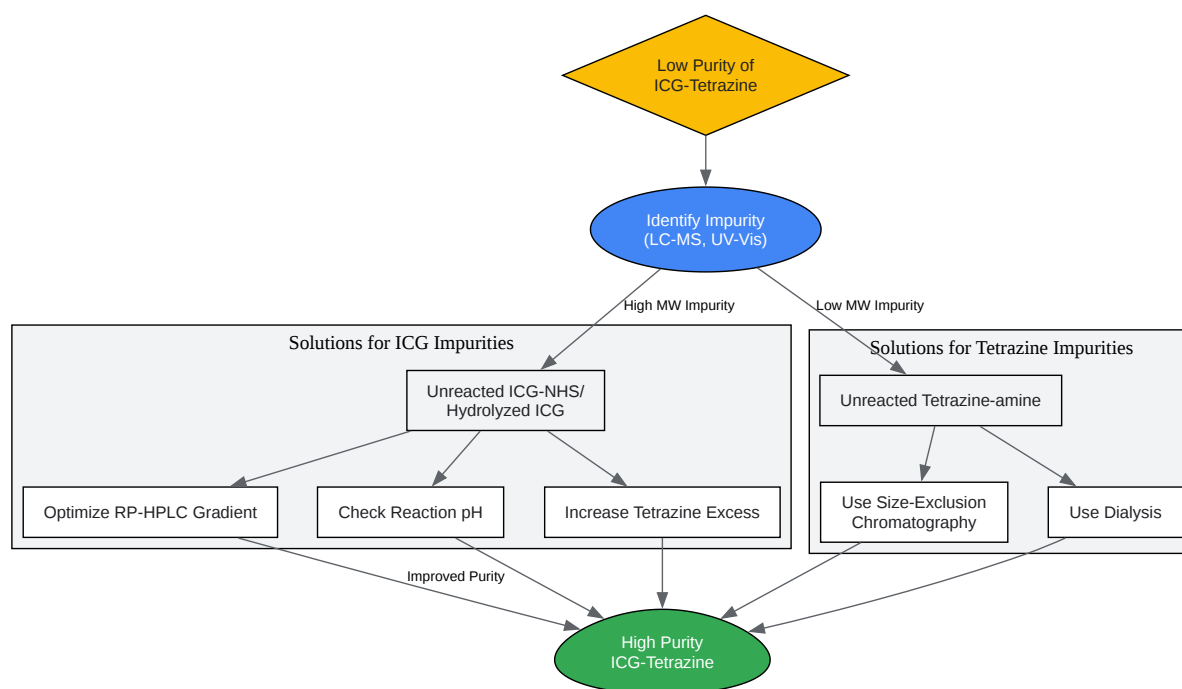 Low Purity of
ICG-Tetrazine
Identify Impurity
(LC-MS, UV-Vis)
High MW Impurity
Low MW Impurity
Solutions for ICG Impurities
Solutions for Tetrazine Impurities
Unreacted ICG-NHS/
Hydrolyzed ICG
Unreacted Tetrazine-amine
Optimize RP-HPLC Gradient
Check Reaction pH
Increase Tetrazine Excess
Use Size-Exclusion
Chromatography
Use Dialysis
Improved Purity
High Purity
ICG-Tetrazine